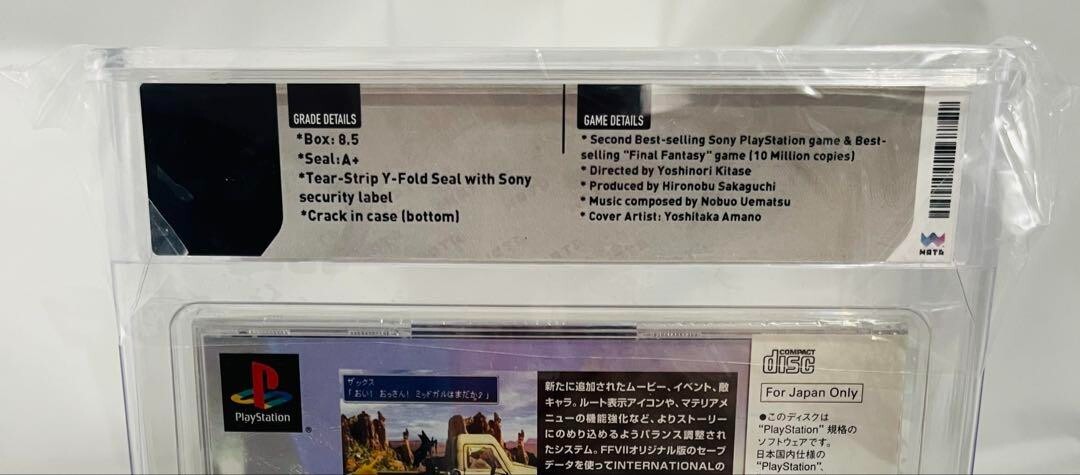 GRADE DETAILS
*Box: 8.5
*Seal:A+
*Tear-Strip Y-Fold Seal with Sony
security label
*Crack in case (bottom)
GAME DETAILS
* Second Best-selling Sony PlayStation game & Best-
selling "Final Fantasy" game (10 Million copies)
* Directed by Yoshinori Kitase
* Produced by Hironobu Sakaguchi
* Music composed by Nobuo Uematsu
* Cover Artist: Yoshitaka Amano
WATA
PlayStation
®
ザックス
「おい! おっさん! ミッドガルはまだか♪」
新たに追加されたムービー、イベント、敵
キャラ。ルート表示アイコンや、マテリアメ
ニューの機能強化など、よりストーリー
にのめり込めるようバランス調整され
たシステム。FFVIIオリジナル版のセーブ
データを使ってINTERNATIONALの
COMPACT
disc
For Japan Only
●このディスクは
"PlayStation" 規格の
ソフトウェアです。
日本国内仕様の
"PlayStation",